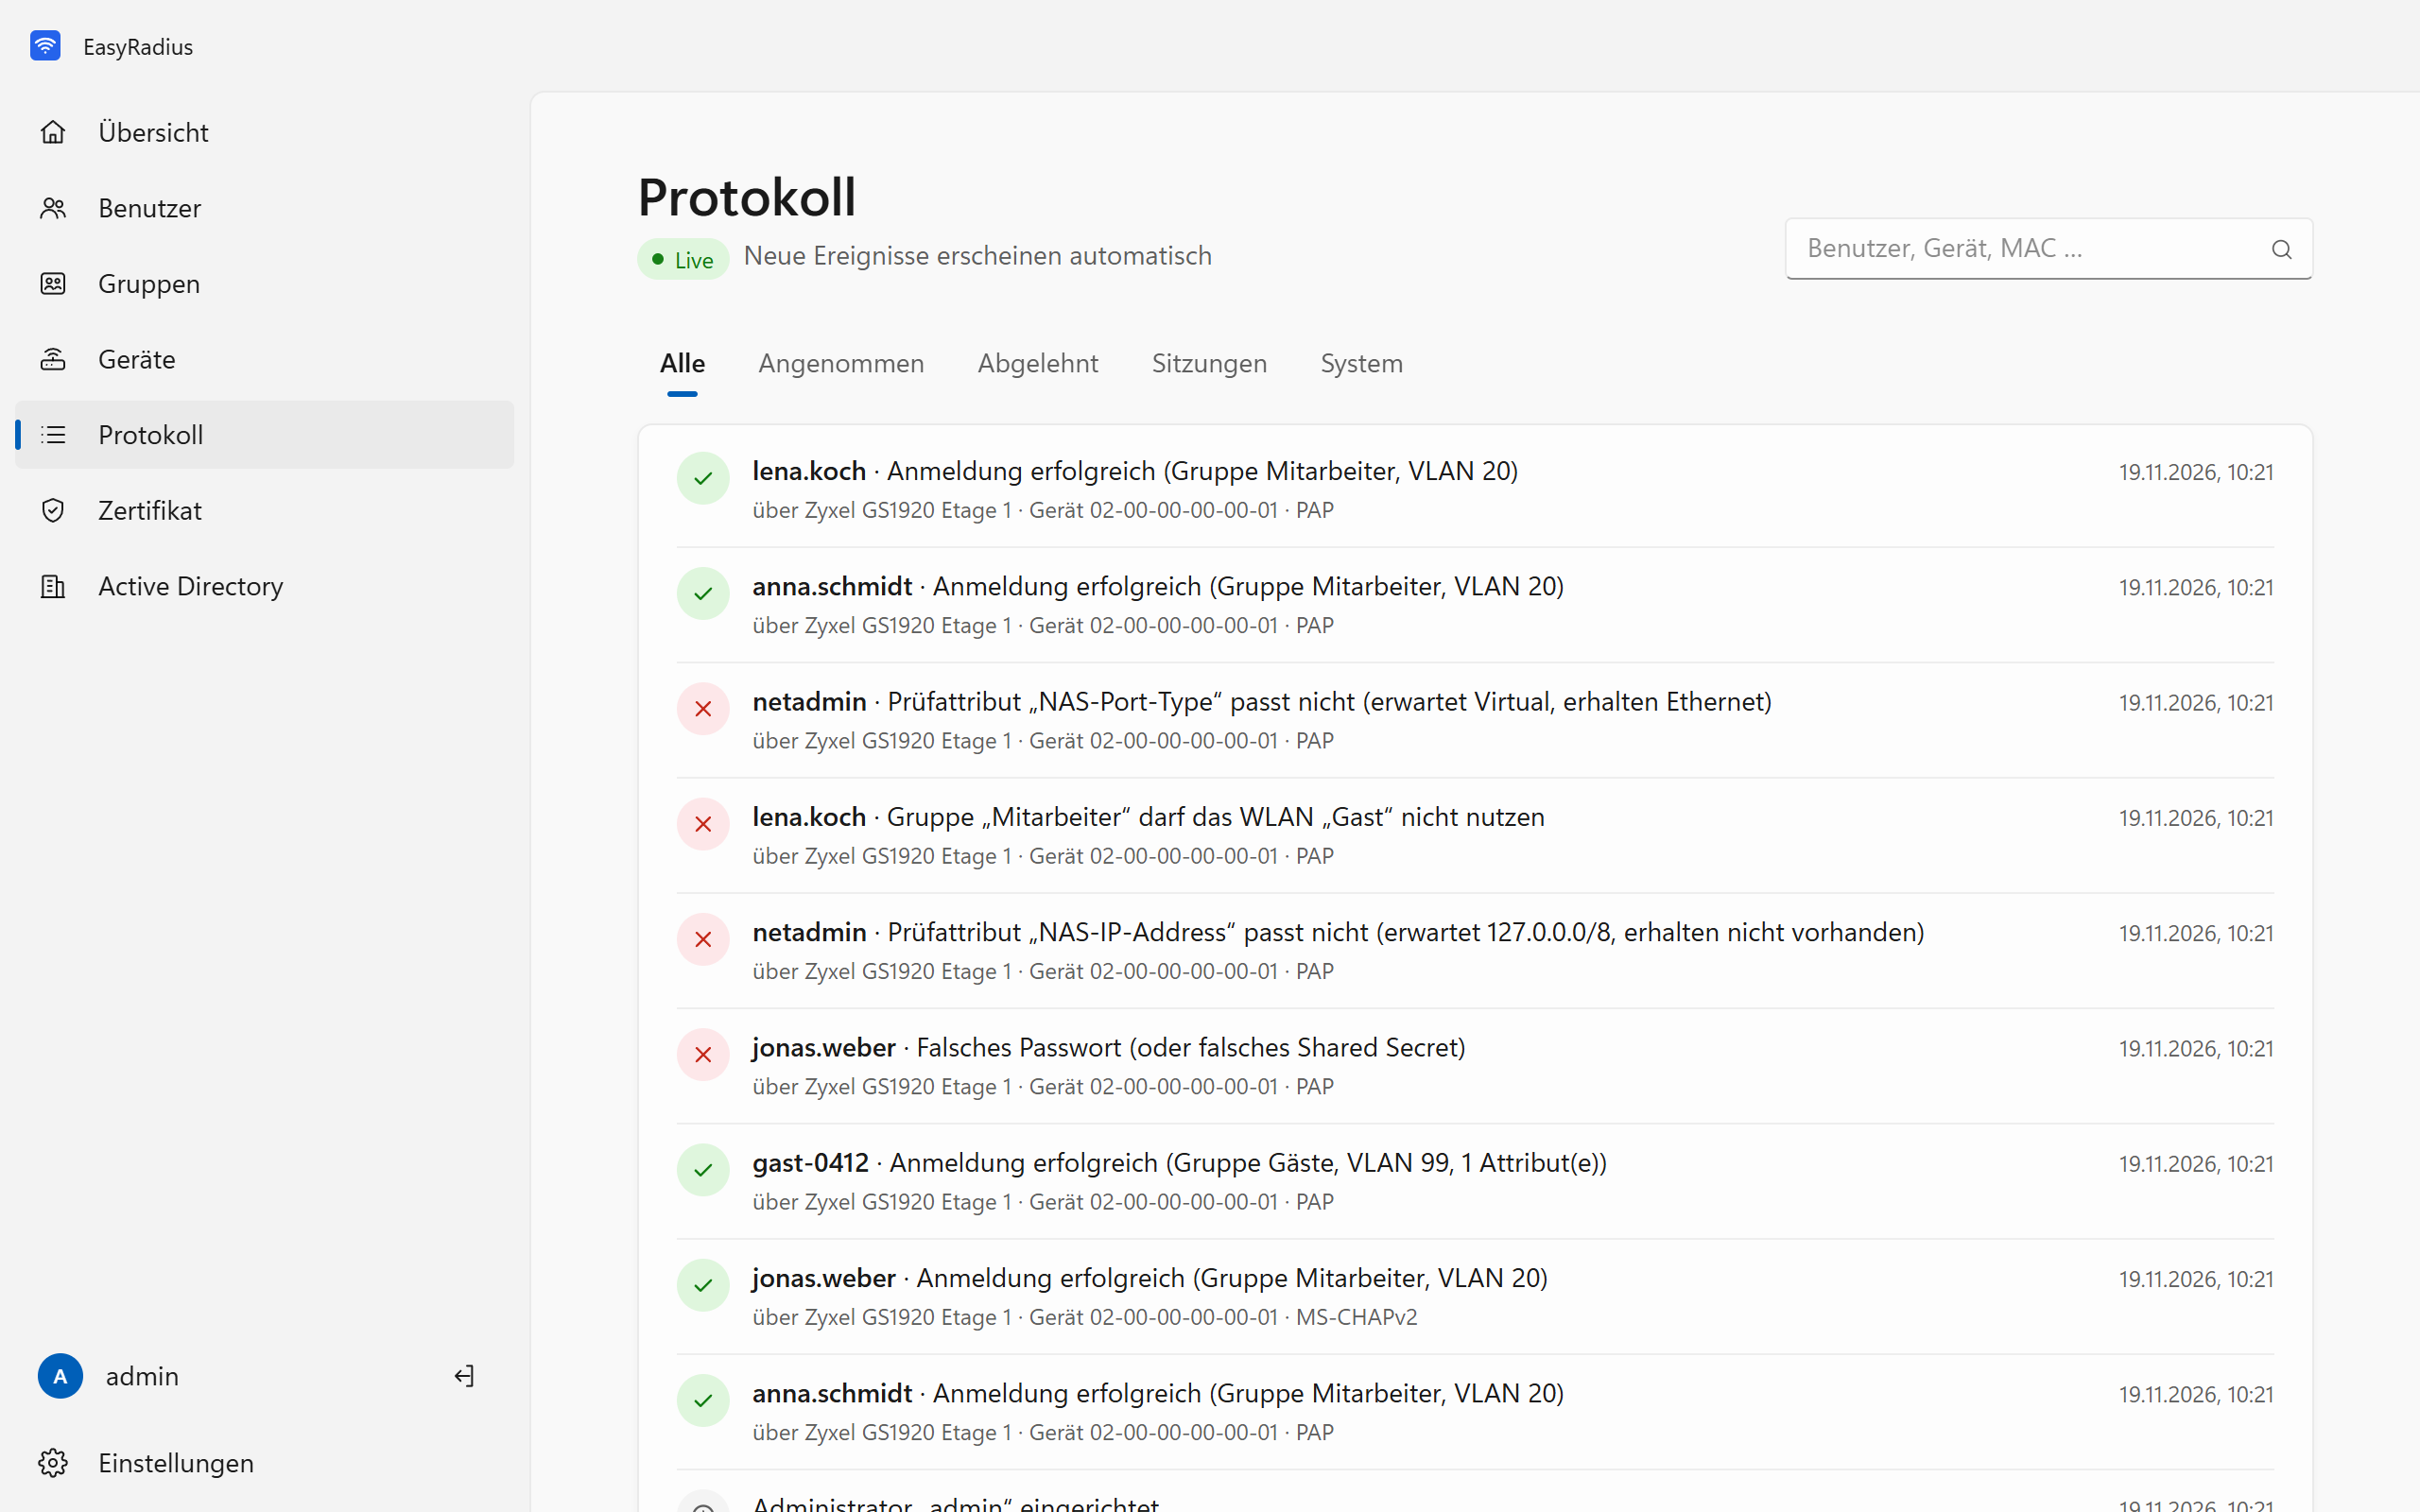 EasyRadius
Übersicht
Benutzer
Gruppen
Geräte
Protokoll
Zertifikat
Active Directory
A admin
Einstellungen
Protokoll
Live Neue Ereignisse erscheinen automatisch
Benutzer, Gerät, MAC ...
Alle Angenommen Abgelehnt Sitzungen System
lena.koch · Anmeldung erfolgreich (Gruppe Mitarbeiter, VLAN 20) 19.11.2026, 10:21
über Zyxel GS1920 Etage 1 · Gerät 02-00-00-00-00-01 · PAP
anna.schmidt · Anmeldung erfolgreich (Gruppe Mitarbeiter, VLAN 20) 19.11.2026, 10:21
über Zyxel GS1920 Etage 1 · Gerät 02-00-00-00-00-01 · PAP
netadmin · Prüfattribut „NAS-Port-Type“ passt nicht (erwartet Virtual, erhalten Ethernet) 19.11.2026, 10:21
über Zyxel GS1920 Etage 1 · Gerät 02-00-00-00-00-01 · PAP
lena.koch · Gruppe „Mitarbeiter“ darf das WLAN „Gast“ nicht nutzen 19.11.2026, 10:21
über Zyxel GS1920 Etage 1 · Gerät 02-00-00-00-00-01 · PAP
netadmin · Prüfattribut „NAS-IP-Address“ passt nicht (erwartet 127.0.0.0/8, erhalten nicht vorhanden) 19.11.2026, 10:21
über Zyxel GS1920 Etage 1 · Gerät 02-00-00-00-00-01 · PAP
jonas.weber · Falsches Passwort (oder falsches Shared Secret) 19.11.2026, 10:21
über Zyxel GS1920 Etage 1 · Gerät 02-00-00-00-00-01 · PAP
gast-0412 · Anmeldung erfolgreich (Gruppe Gäste, VLAN 99, 1 Attribut(e)) 19.11.2026, 10:21
über Zyxel GS1920 Etage 1 · Gerät 02-00-00-00-00-01 · PAP
jonas.weber · Anmeldung erfolgreich (Gruppe Mitarbeiter, VLAN 20) 19.11.2026, 10:21
über Zyxel GS1920 Etage 1 · Gerät 02-00-00-00-00-01 · MS-CHAPv2
anna.schmidt · Anmeldung erfolgreich (Gruppe Mitarbeiter, VLAN 20) 19.11.2026, 10:21
über Zyxel GS1920 Etage 1 · Gerät 02-00-00-00-00-01 · PAP
Administrator „admin“ eingerichtet 19.11.2026, 10:21